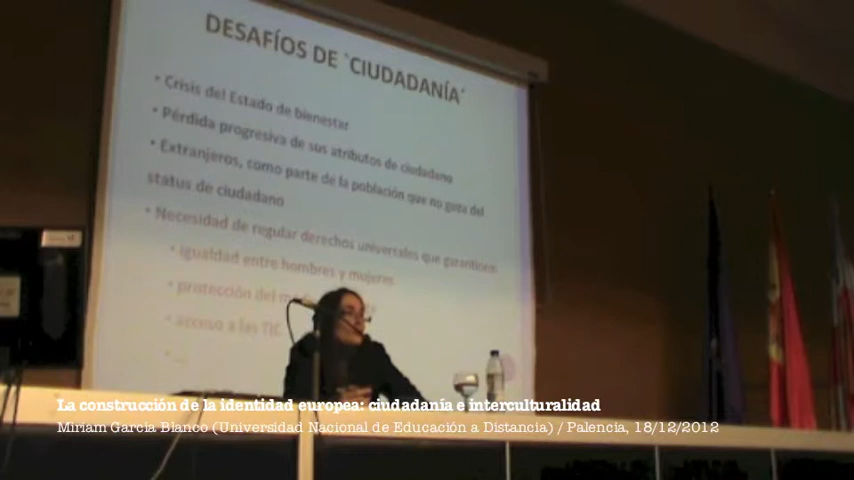 DESAFÍOS DE `CIUDADANÍA´
• Crisis del Estado de bienestar
• Pérdida progresiva de sus atributos de ciudadano
• Extranjeros, como parte de la población que no goza del
status de ciudadano
• Necesidad de regular derechos universales que garanticen:
• igualdad entre hombres y mujeres
• protección del
• acceso a las TIC
• ...
La construcción de la identidad europea: ciudadanía e interculturalidad
Miriam García Blanco (Universidad Nacional de Educación a Distancia) / Palencia, 18/12/2012